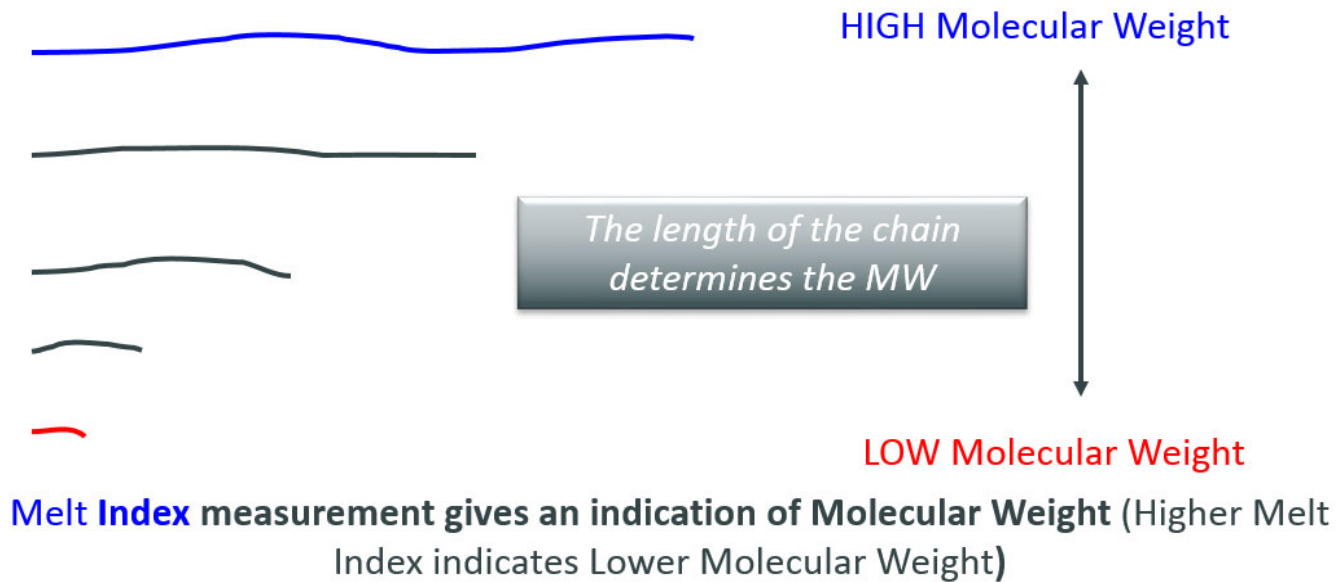 HIGH Molecular Weight
The length of the chain
determines the MW
LOW Molecular Weight
Melt Index measurement gives an indication of Molecular Weight (Higher Melt
Index indicates Lower Molecular Weight)